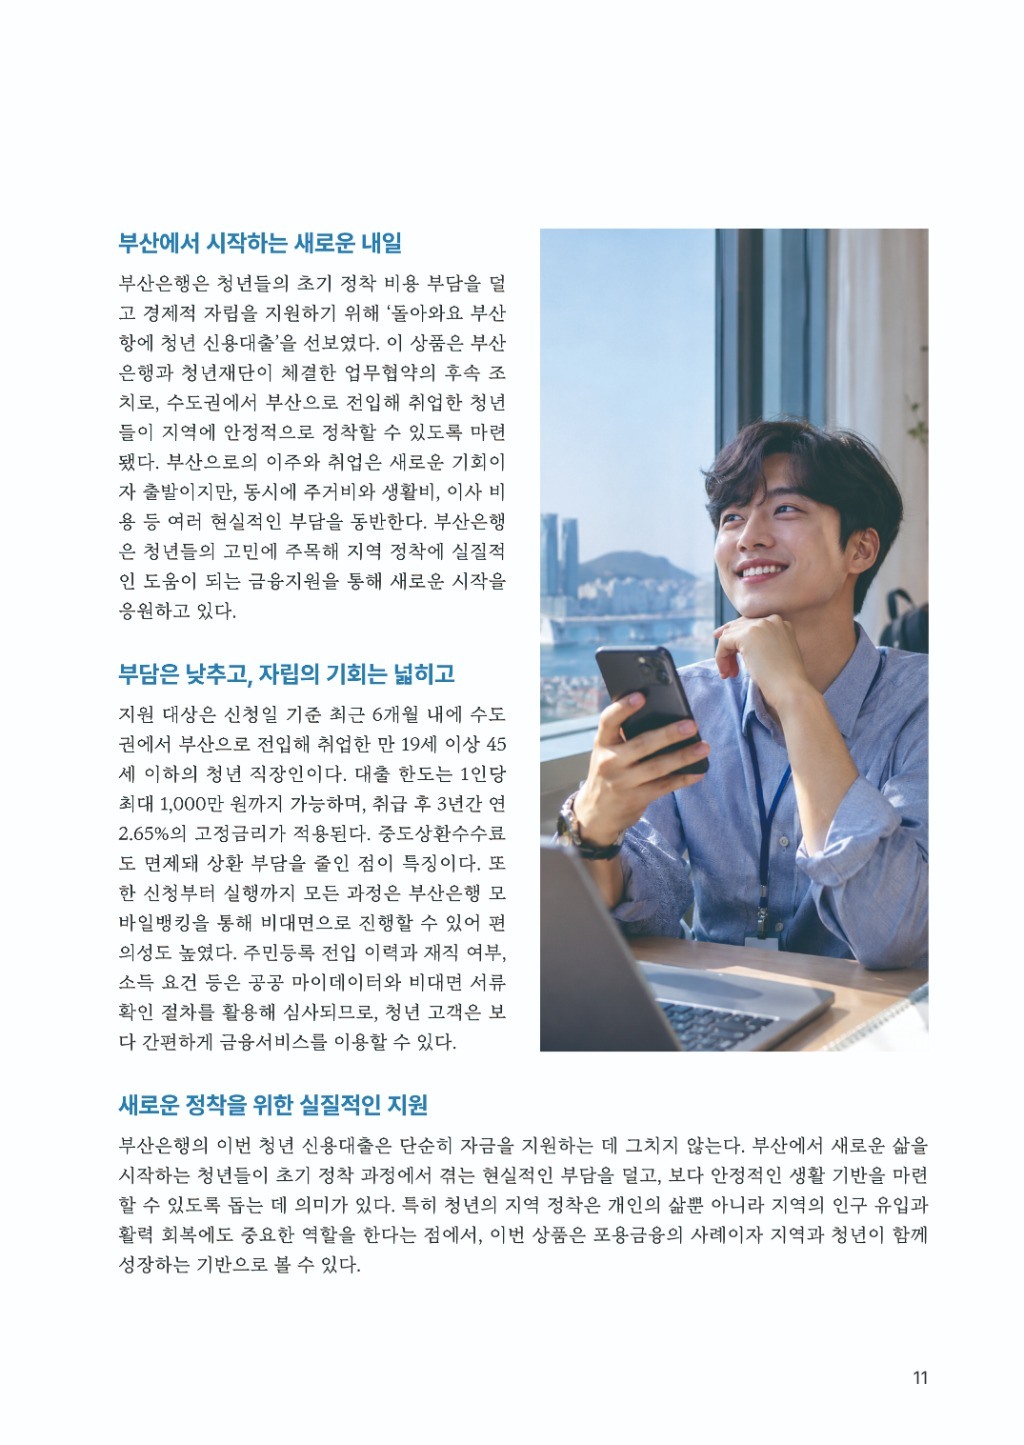 부산에서 시작하는 새로운 내일
부산은행은 청년들의 초기 정착 비용 부담을 덜
고 경제적 자립을 지원하기 위해 ‘돌아와요 부산
항에 청년 신용대출’을 선보였다. 이 상품은 부산
은행과 청년재단이 체결한 업무협약의 후속 조
치로, 수도권에서 부산으로 전입해 취업한 청년
들이 지역에 안정적으로 정착할 수 있도록 마련
됐다. 부산으로의 이주와 취업은 새로운 기회이
자 출발이지만, 동시에 주거비와 생활비, 이사 비
용 등 여러 현실적인 부담을 동반한다. 부산은행
은 청년들의 고민에 주목해 지역 정착에 실질적
인 도움이 되는 금융지원을 통해 새로운 시작을
응원하고 있다.
부담은 낮추고, 자립의 기회는 넓히고
지원 대상은 신청일 기준 최근 6개월 내에 수도
권에서 부산으로 전입해 취업한 만 19세 이상 45
세 이하의 청년 직장인이다. 대출 한도는 1인당
최대 1,000만 원까지 가능하며, 취급 후 3년간 연
2.65%의 고정금리가 적용된다. 중도상환수수료
도 면제돼 상환 부담을 줄인 점이 특징이다. 또
한 신청부터 실행까지 모든 과정은 부산은행 모
바일뱅킹을 통해 비대면으로 진행할 수 있어 편
의성도 높였다. 주민등록 전입 이력과 재직 여부,
소득 요건 등은 공공 마이데이터와 비대면 서류
확인 절차를 활용해 심사되므로, 청년 고객은 보
다 간편하게 금융서비스를 이용할 수 있다.
새로운 정착을 위한 실질적인 지원
부산은행의 이번 청년 신용대출은 단순히 자금을 지원하는 데 그치지 않는다. 부산에서 새로운 삶을
시작하는 청년들이 초기 정착 과정에서 겪는 현실적인 부담을 덜고, 보다 안정적인 생활 기반을 마련
할 수 있도록 돕는 데 의미가 있다. 특히 청년의 지역 정착은 개인의 삶뿐 아니라 지역의 인구 유입과
활력 회복에도 중요한 역할을 한다는 점에서, 이번 상품은 포용금융의 사례이자 지역과 청년이 함께
성장하는 기반으로 볼 수 있다.
11